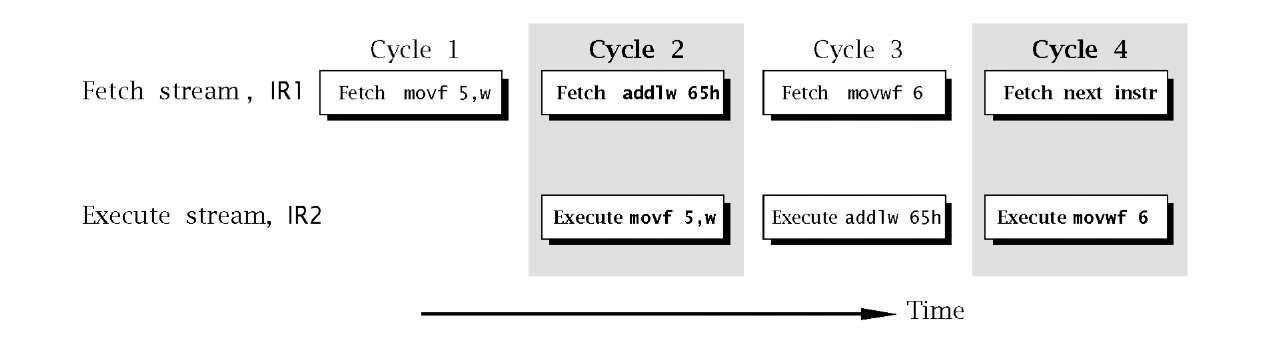 Cycle 1 Cycle 2 Cycle 3 Cycle 4
Fetch stream, IR1 Fetch movf 5,w Fetch addlw 65h Fetch movwf 6 Fetch next instr
Execute stream, IR2 Execute movf 5,w Execute addlw 65h Execute movwf 6
Time